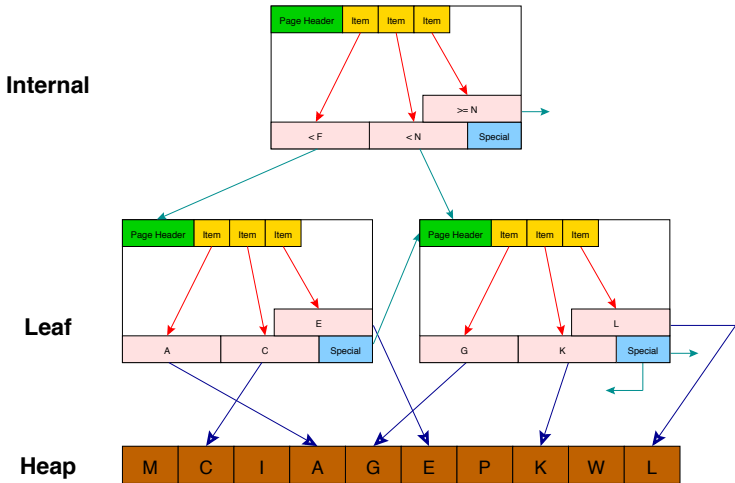 Page Header Item Item Item
Internal
>= N
< F < N Special
Page Header Item Item Item Page Header Item Item Item
Leaf
E L
A C Special G K Special
Heap
M C I A G E P K W L